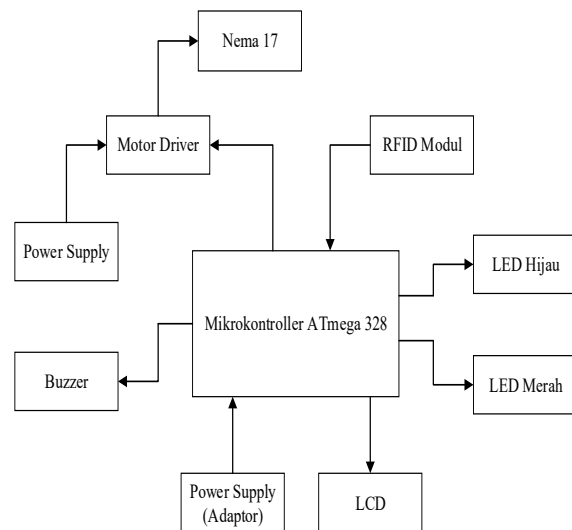 Nema 17
Motor Driver
RFID Modul
Power Supply
LED Hijau
Mikrokontroller ATmega 328
Buzzer
LED Merah
Power Supply
(Adaptor)
LCD